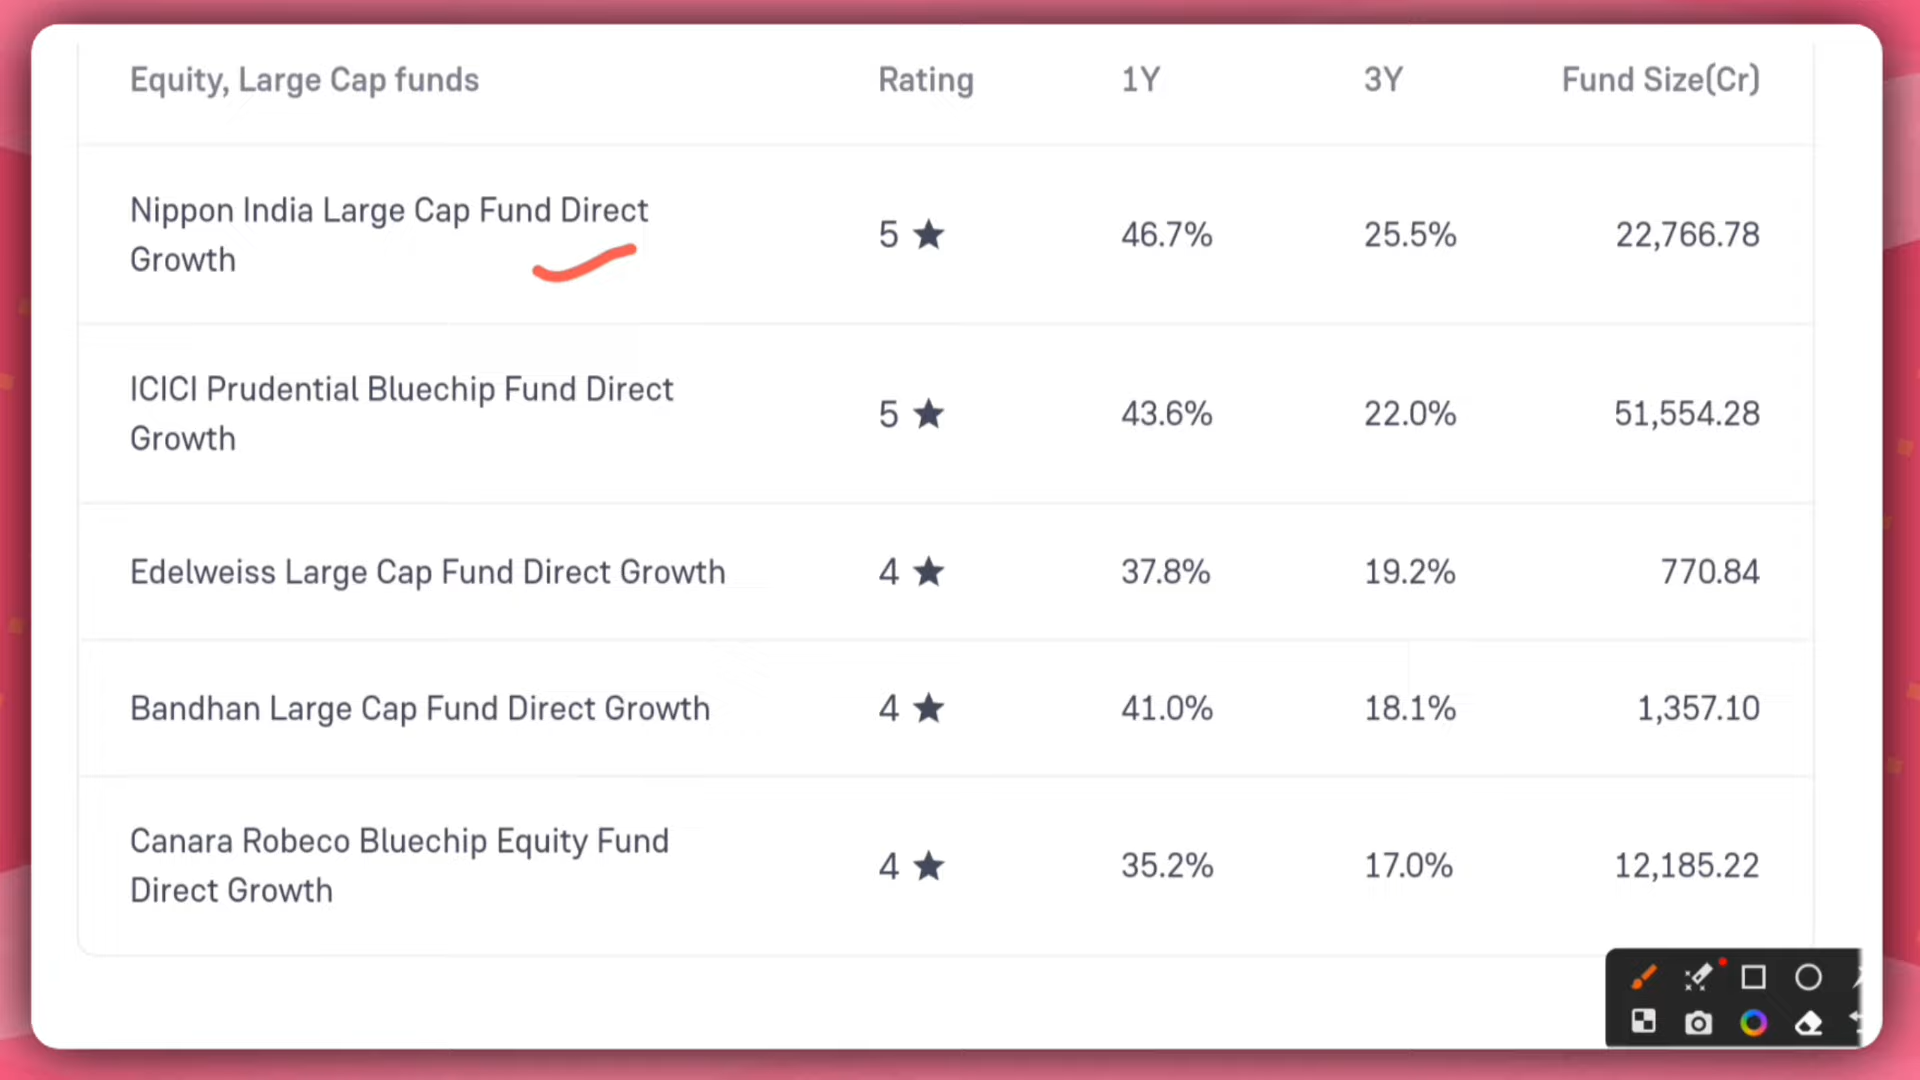 Equity, Large Cap funds Rating 1Y 3Y Fund Size(Cr)
Nippon India Large Cap Fund Direct
Growth 5 ★ 46.7% 25.5% 22,766.78
ICICI Prudential Bluechip Fund Direct
Growth 5 ★ 43.6% 22.0% 51,554.28
Edelweiss Large Cap Fund Direct Growth 4 ★ 37.8% 19.2% 770.84
Bandhan Large Cap Fund Direct Growth 4 ★ 41.0% 18.1% 1,357.10
Canara Robeco Bluechip Equity Fund
Direct Growth 4 ★ 35.2% 17.0% 12,185.22